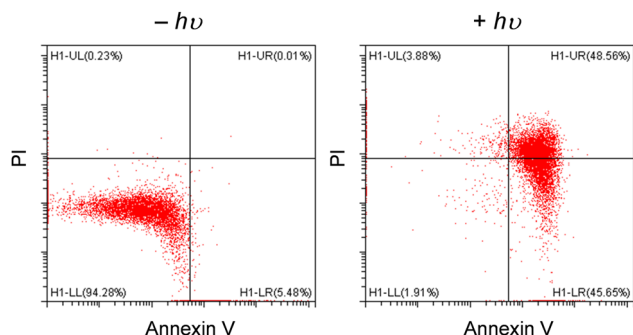 – hυ
+ hυ
H1-UL(0.23%)
H1-UR(0.01%)
H1-UL(3.88%)
H1-UR(48.56%)
PI
PI
H1-LL(94.28%)
H1-LR(5.48%)
H1-LL(1.91%)
H1-LR(45.65%)
Annexin V
Annexin V